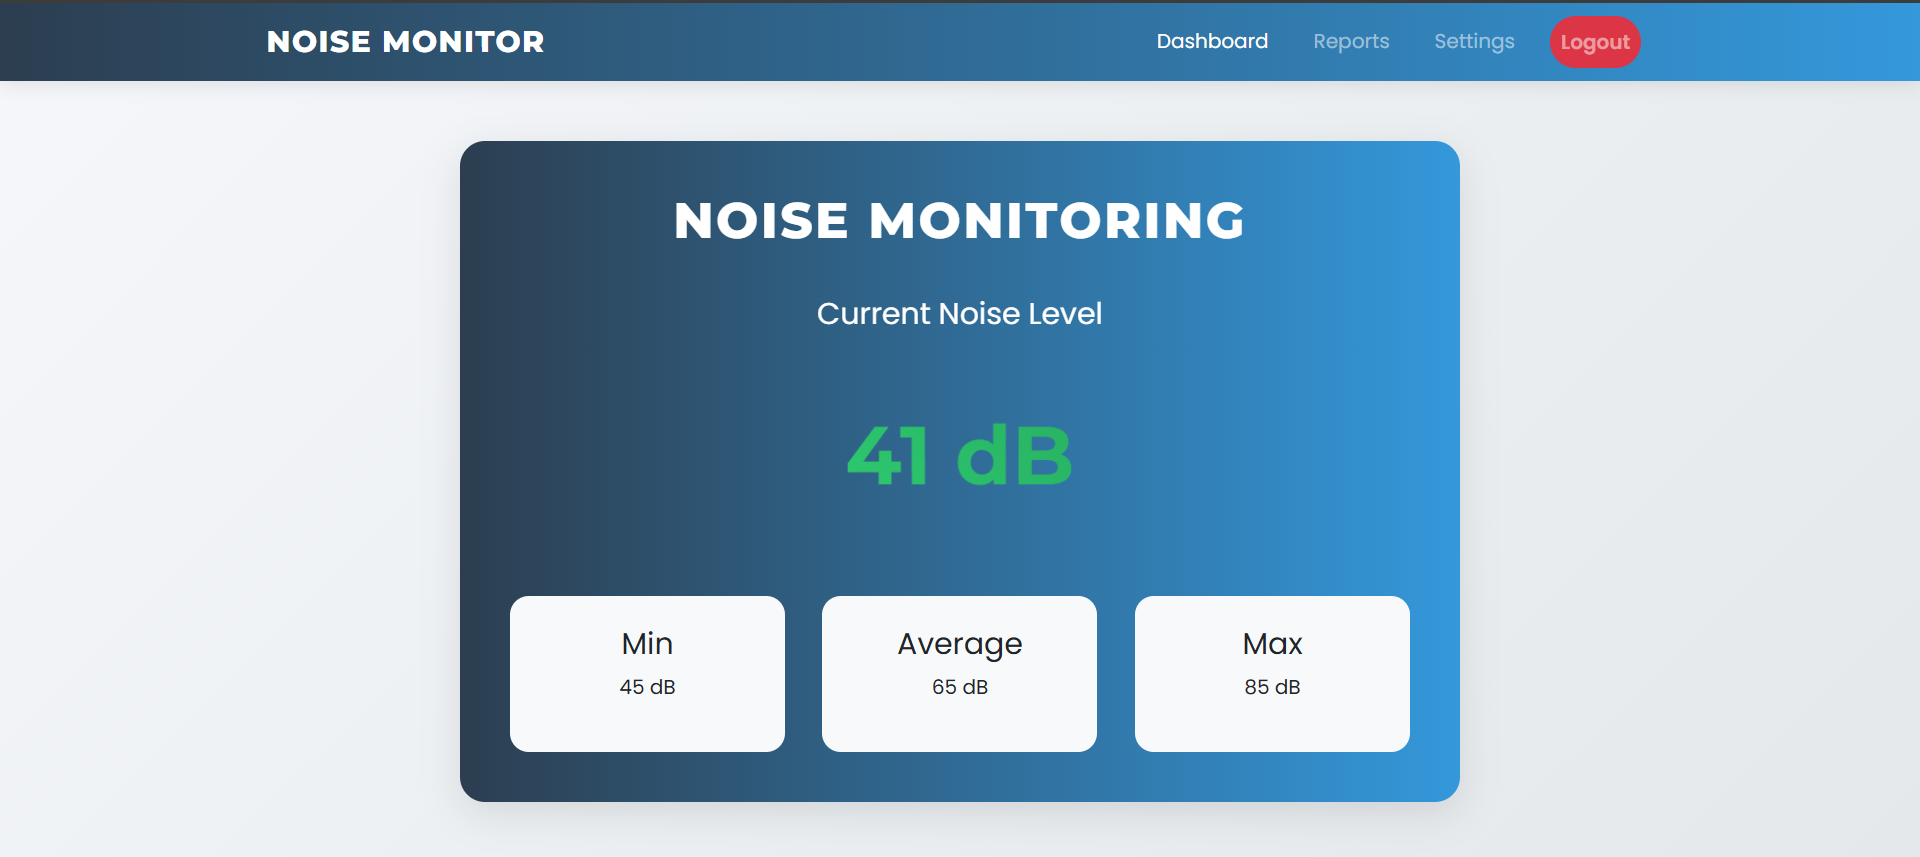 NOISE MONITOR
Dashboard Reports Settings Logout
NOISE MONITORING
Current Noise Level
41 dB
Min Average Max
45 dB 65 dB 85 dB